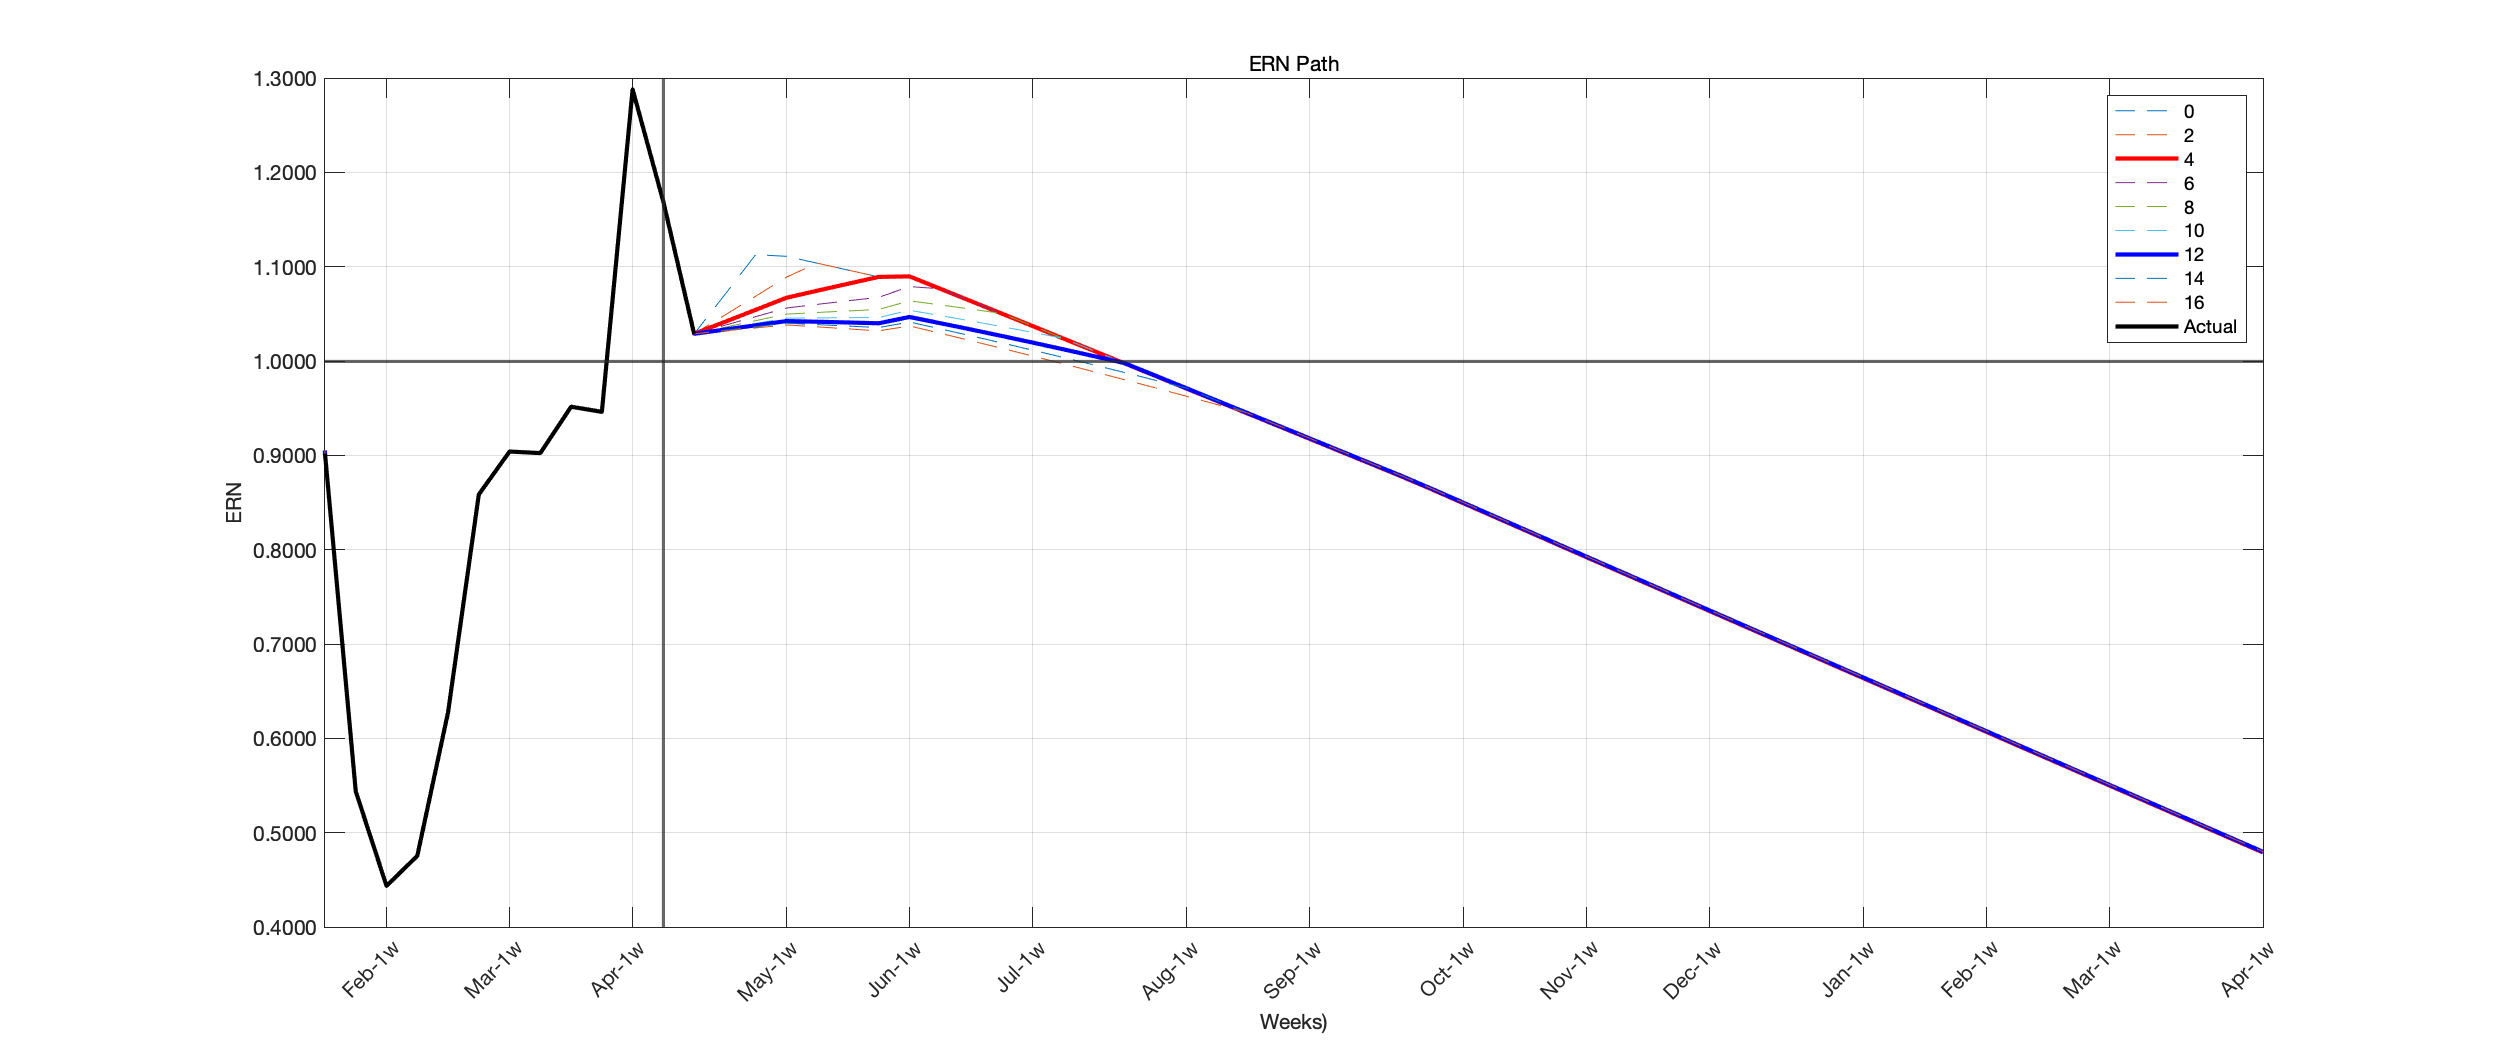 ERN Path
1.3000
1.2000
1.1000
1.0000
0.9000
0.8000
0.7000
0.6000
0.5000
0.4000
ERN
0
2
4
6
8
10
12
14
16
Actual
Feb-1w
Mar-1w
Apr-1w
May-1w
Jun-1w
Jul-1w
Aug-1w
Sep-1w
Oct-1w
Nov-1w
Dec-1w
Jan-1w
Feb-1w
Mar-1w
Apr-1w
Weeks)